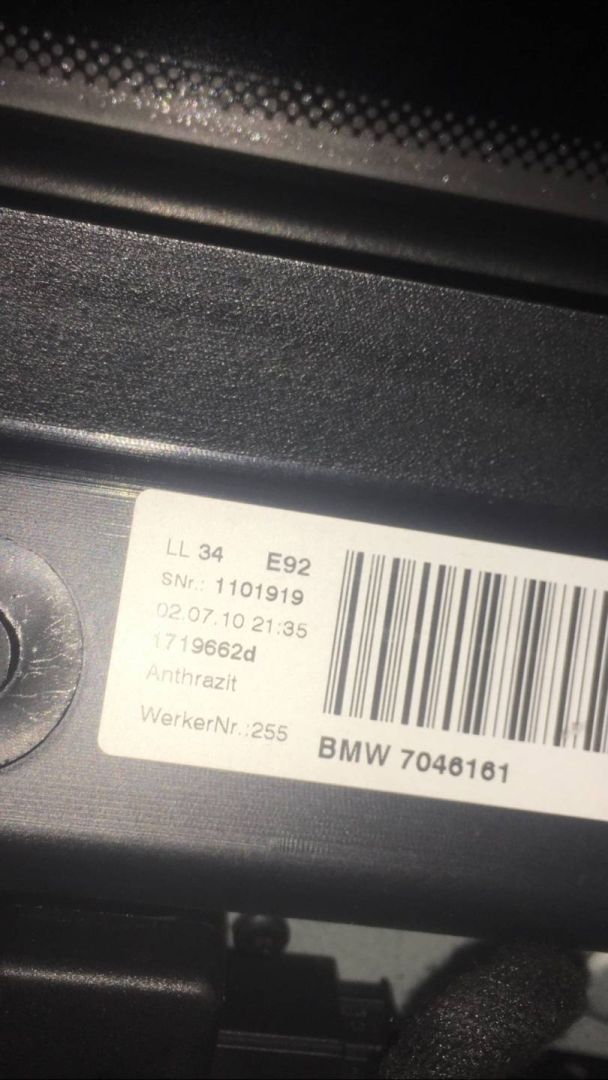 LL 34 E92
SNr.: 1101919
02.07.10 21:35
1719662d
Anthrazit
WerkerNr.:255
BMW 7046161